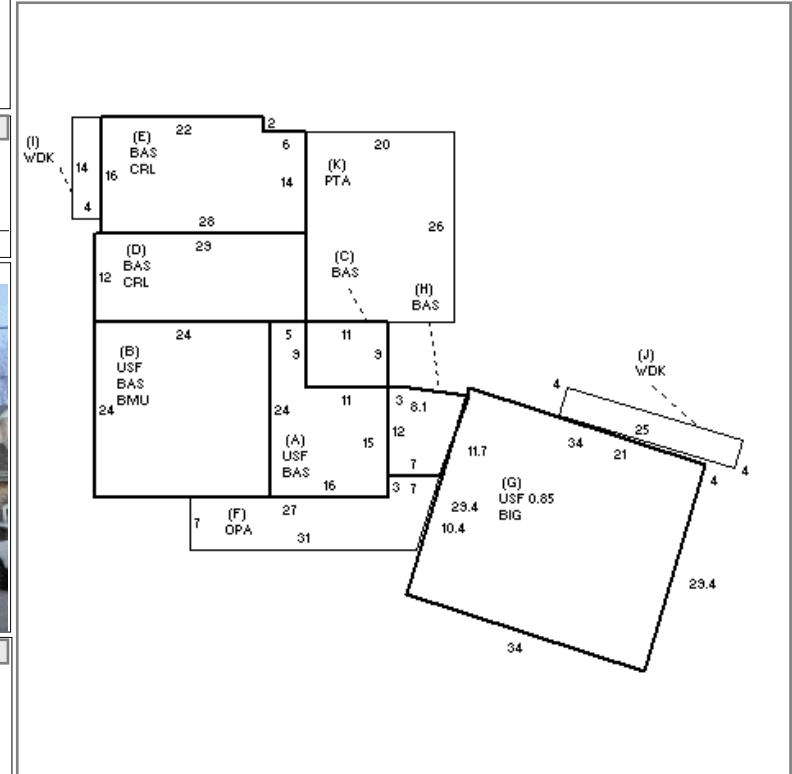 (I)
WDK
14
4
22
2
(E)
BAS
CRL
16
6
14
28
20
(K)
PTA
26
29
(D)
BAS
CRL
12
(C)
BAS
(H)
BAS
24
(B)
USF
BAS
BMU
24
5
9
11
9
24
11
(A)
USF
BAS
15
16
3
8.1
12
7
3
7
7
(F)
OPA
27
31
(J)
WDK
4
25
4
34
21
4
11.7
(G)
USF 0.85
BIG
29.4
10.4
29.4
34